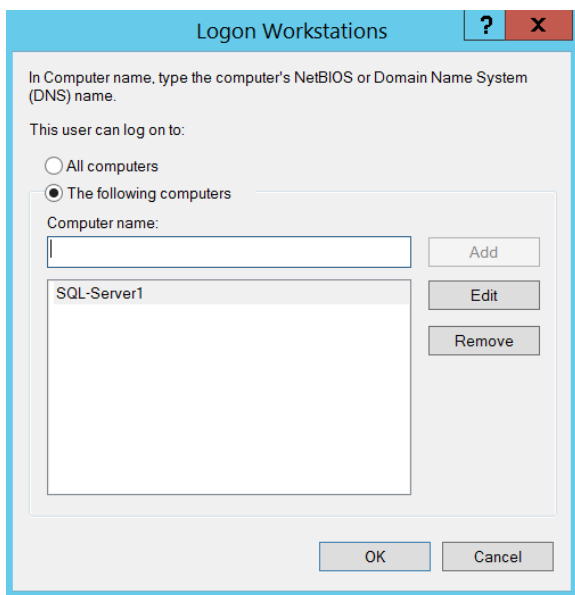 Logon Workstations
? x
In Computer name, type the computer's NetBIOS or Domain Name System
(DNS) name.
This user can log on to:
All computers
The following computers
Computer name:
Add
SQL-Server1
Edit
Remove
OK
Cancel